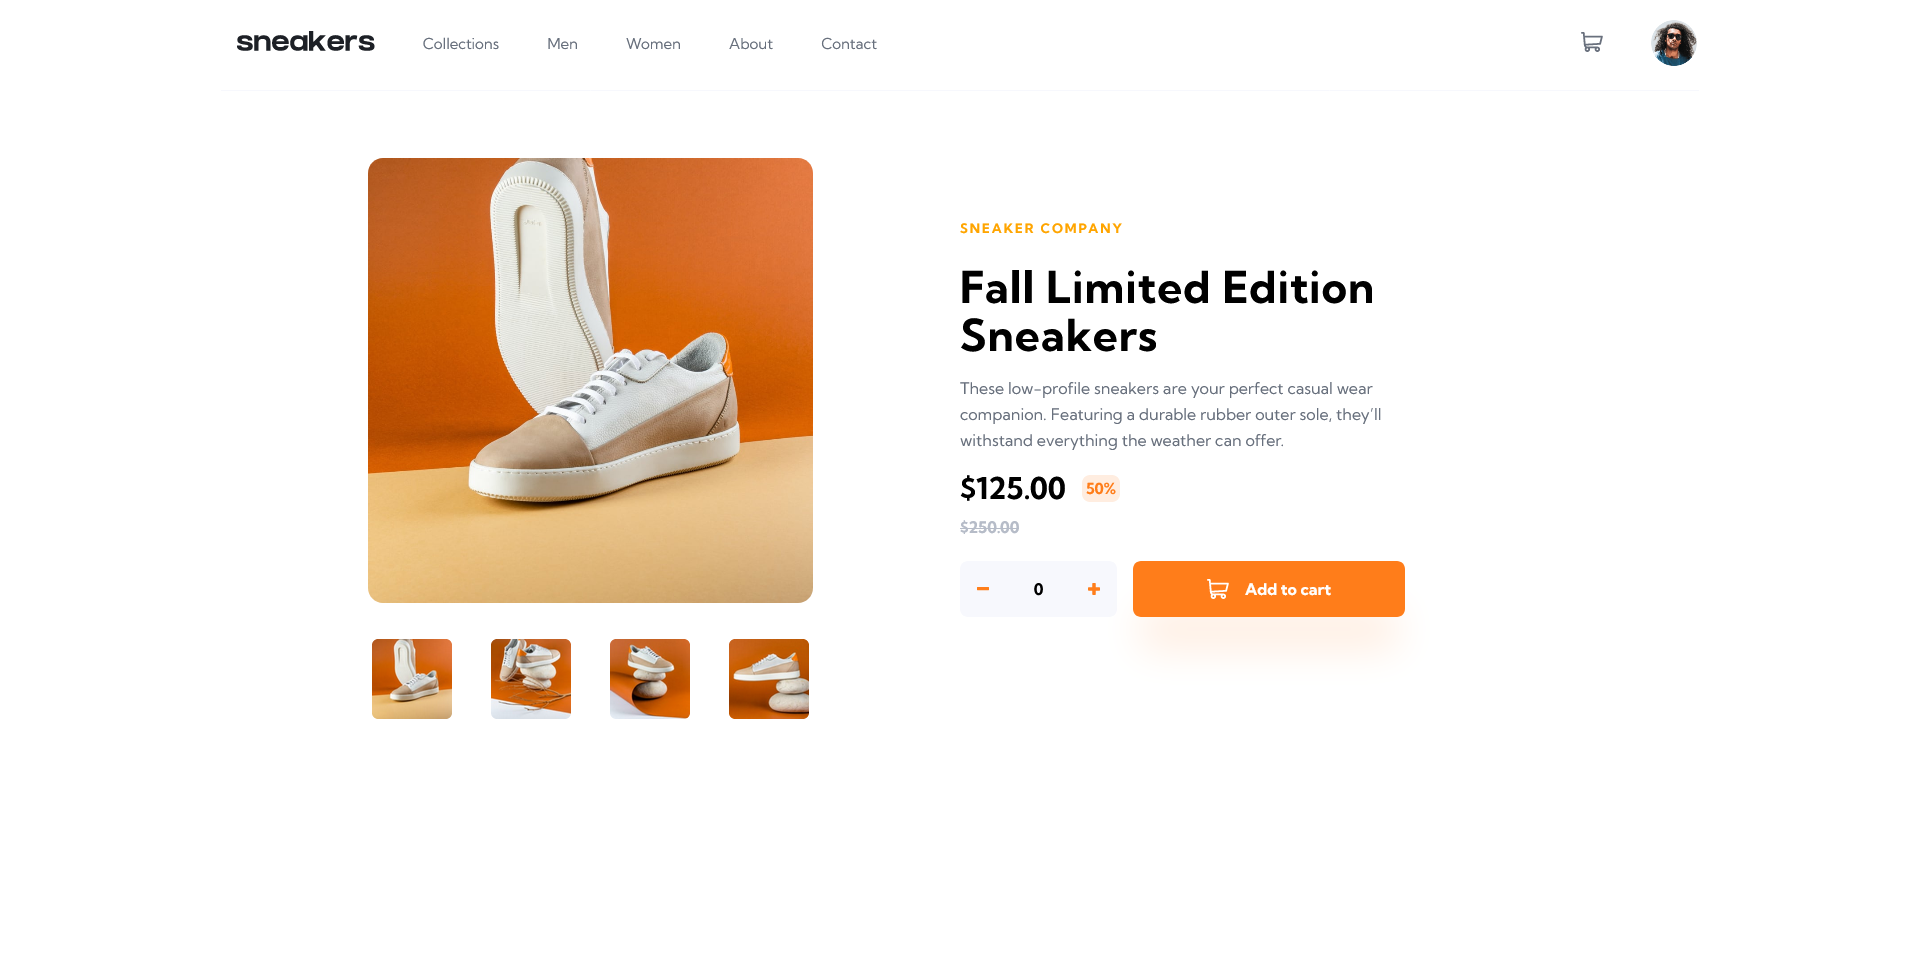 sneakers
Collections
Men
Women
About
Contact
SNEAKER COMPANY
Fall Limited Edition
Sneakers
These low-profile sneakers are your perfect casual wear
companion. Featuring a durable rubber outer sole, they’ll
withstand everything the weather can offer.
$125.00 50%
$250.00
0
Add to cart